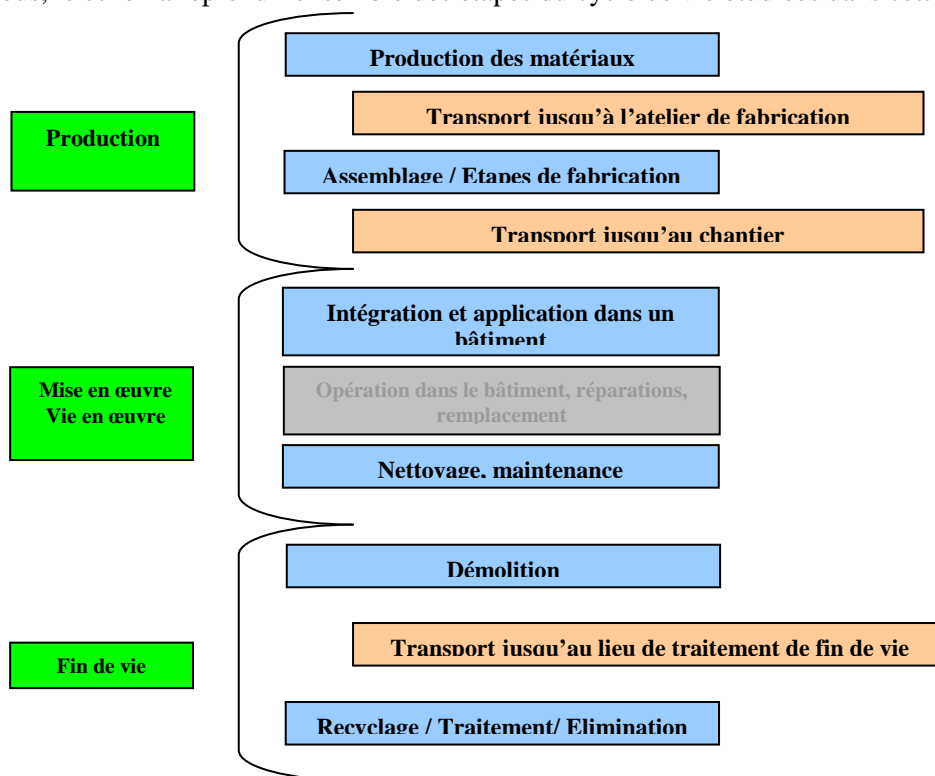 Production des matériaux
Transport jusqu'à l'atelier de fabrication
Production
Assemblage / Etapes de fabrication
Transport jusqu'au chantier
Intégration et application dans un
bâtiment
Mise en œuvre
Vie en œuvre
Opération dans le bâtiment, réparations,
remplacement
Nettoyage, maintenance
Démolition
Transport jusqu'au lieu de traitement de fin de vie
Fin de vie
Recyclage / Traitement/ Elimination